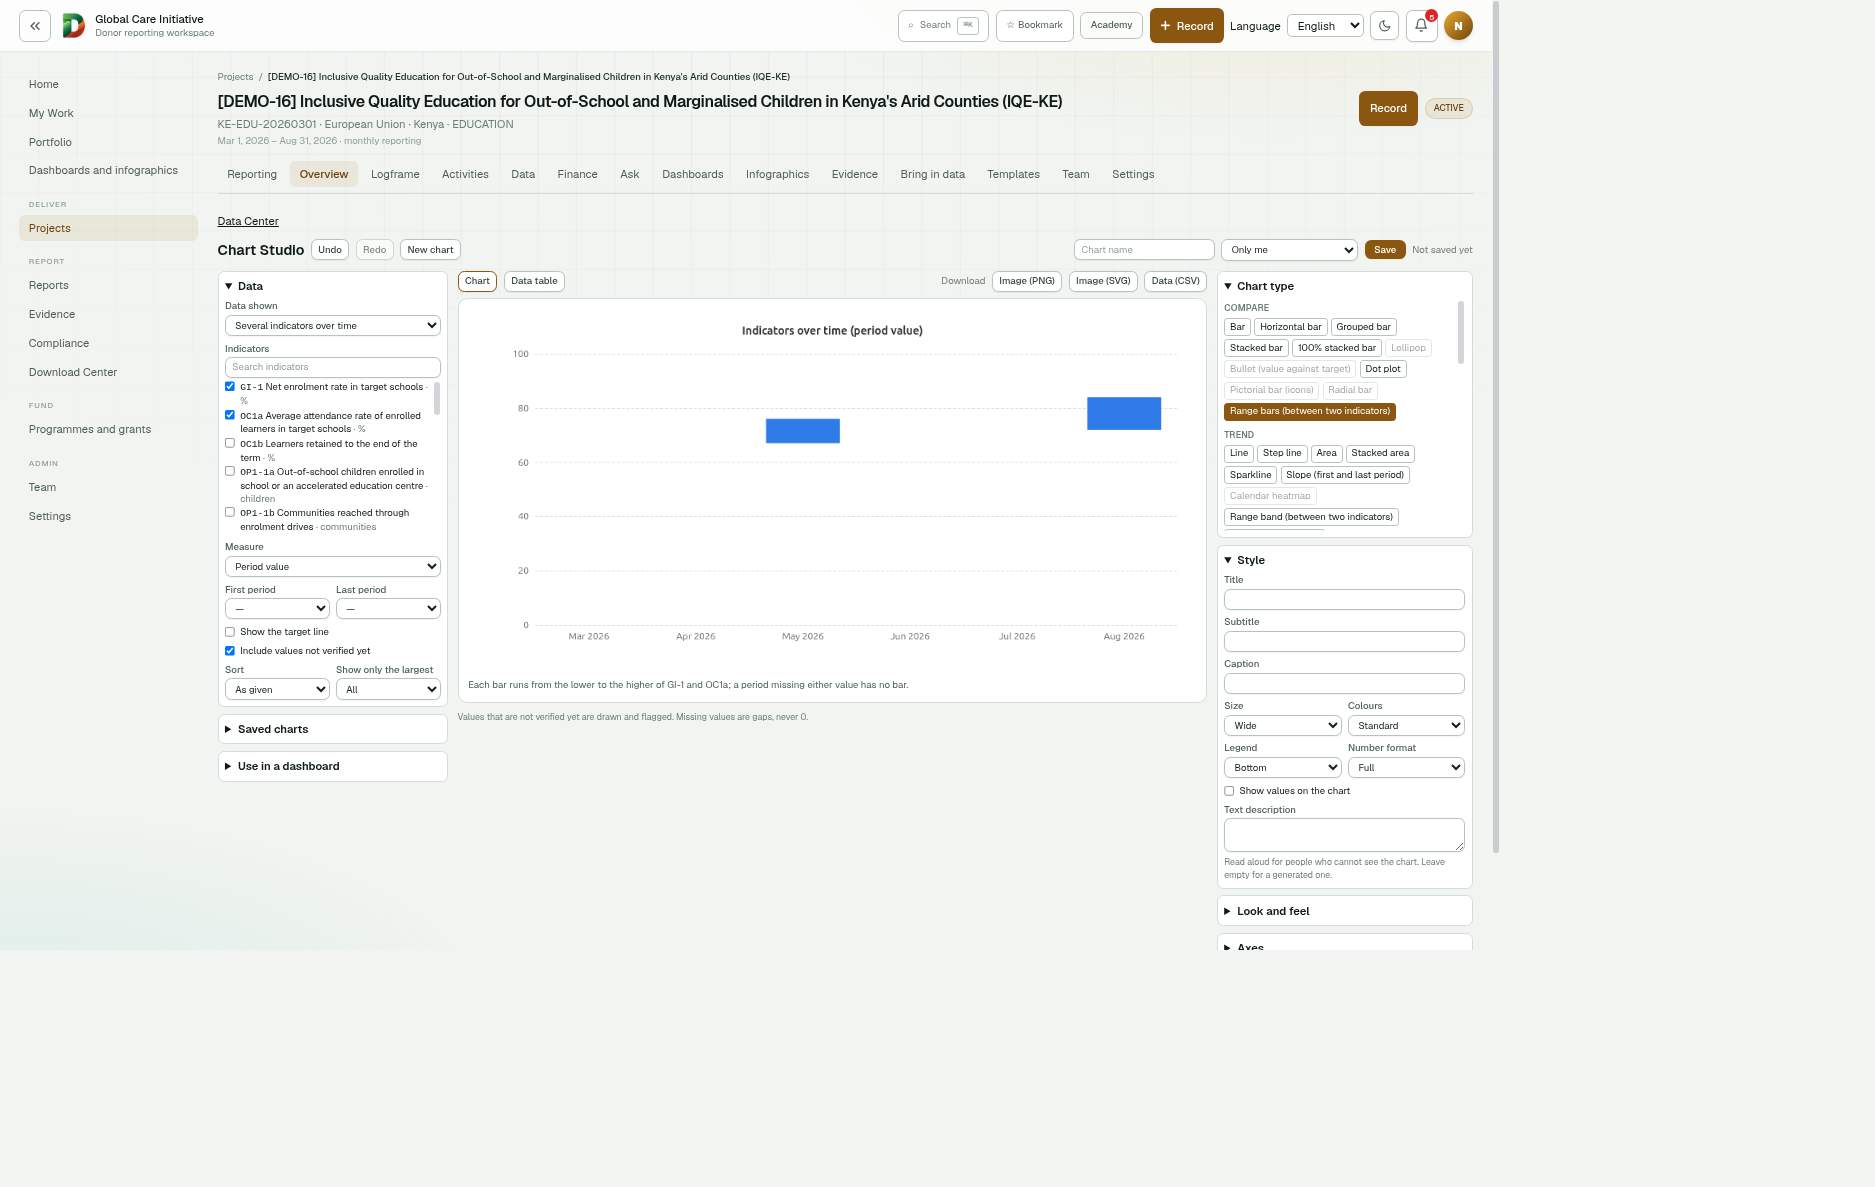 Global Care Initiative
Donor reporting workspace
Search ⌘K
☆ Bookmark
Academy
+ Record
Language
English
5
N
Home
My Work
Portfolio
Dashboards and infographics
DELIVER
Projects
REPORT
Reports
Evidence
Compliance
Download Center
FUND
Programmes and grants
ADMIN
Team
Settings
Projects / [DEMO-16] Inclusive Quality Education for Out-of-School and Marginalised Children in Kenya's Arid Counties (IQE-KE)
[DEMO-16] Inclusive Quality Education for Out-of-School and Marginalised Children in Kenya's Arid Counties (IQE-KE)
KE-EDU-20260301 · European Union · Kenya · EDUCATION
Mar 1, 2026 – Aug 31, 2026 · monthly reporting
Record
ACTIVE
Reporting Overview Logframe Activities Data Finance Ask Dashboards Infographics Evidence Bring in data Templates Team Settings
Data Center
Chart Studio Undo Redo New chart
Chart name Only me Save Not saved yet
▼ Data
Data shown
Several indicators over time
Indicators
Search indicators
GI-1 Net enrolment rate in target schools ·
%
OC1a Average attendance rate of enrolled
learners in target schools · %
OC1b Learners retained to the end of the
term · %
OP1-1a Out-of-school children enrolled in
school or an accelerated education centre ·
children
OP1-1b Communities reached through
enrolment drives · communities
Measure
Period value
First period Last period
— —
Show the target line
Include values not verified yet
Sort Show only the largest
As given All
▶ Saved charts
▶ Use in a dashboard
Chart Data table
Download Image (PNG) Image (SVG) Data (CSV)
Indicators over time (period value)
100
80
60
40
20
0
Mar 2026 Apr 2026 May 2026 Jun 2026 Jul 2026 Aug 2026
Each bar runs from the lower to the higher of GI-1 and OC1a; a period missing either value has no bar.
Values that are not verified yet are drawn and flagged. Missing values are gaps, never 0.
▼ Chart type
COMPARE
Bar Horizontal bar Grouped bar
Stacked bar 100% stacked bar Lollipop
Bullet (value against target) Dot plot
Pictorial bar (icons) Radial bar
Range bars (between two indicators)
TREND
Line Step line Area Stacked area
Sparkline Slope (first and last period)
Calendar heatmap
Range band (between two indicators)
▼ Style
Title
Subtitle
Caption
Size Colours
Wide Standard
Legend Number format
Bottom Full
Show values on the chart
Text description
Read aloud for people who cannot see the chart. Leave
empty for a generated one.
▶ Look and feel
▶ Axes